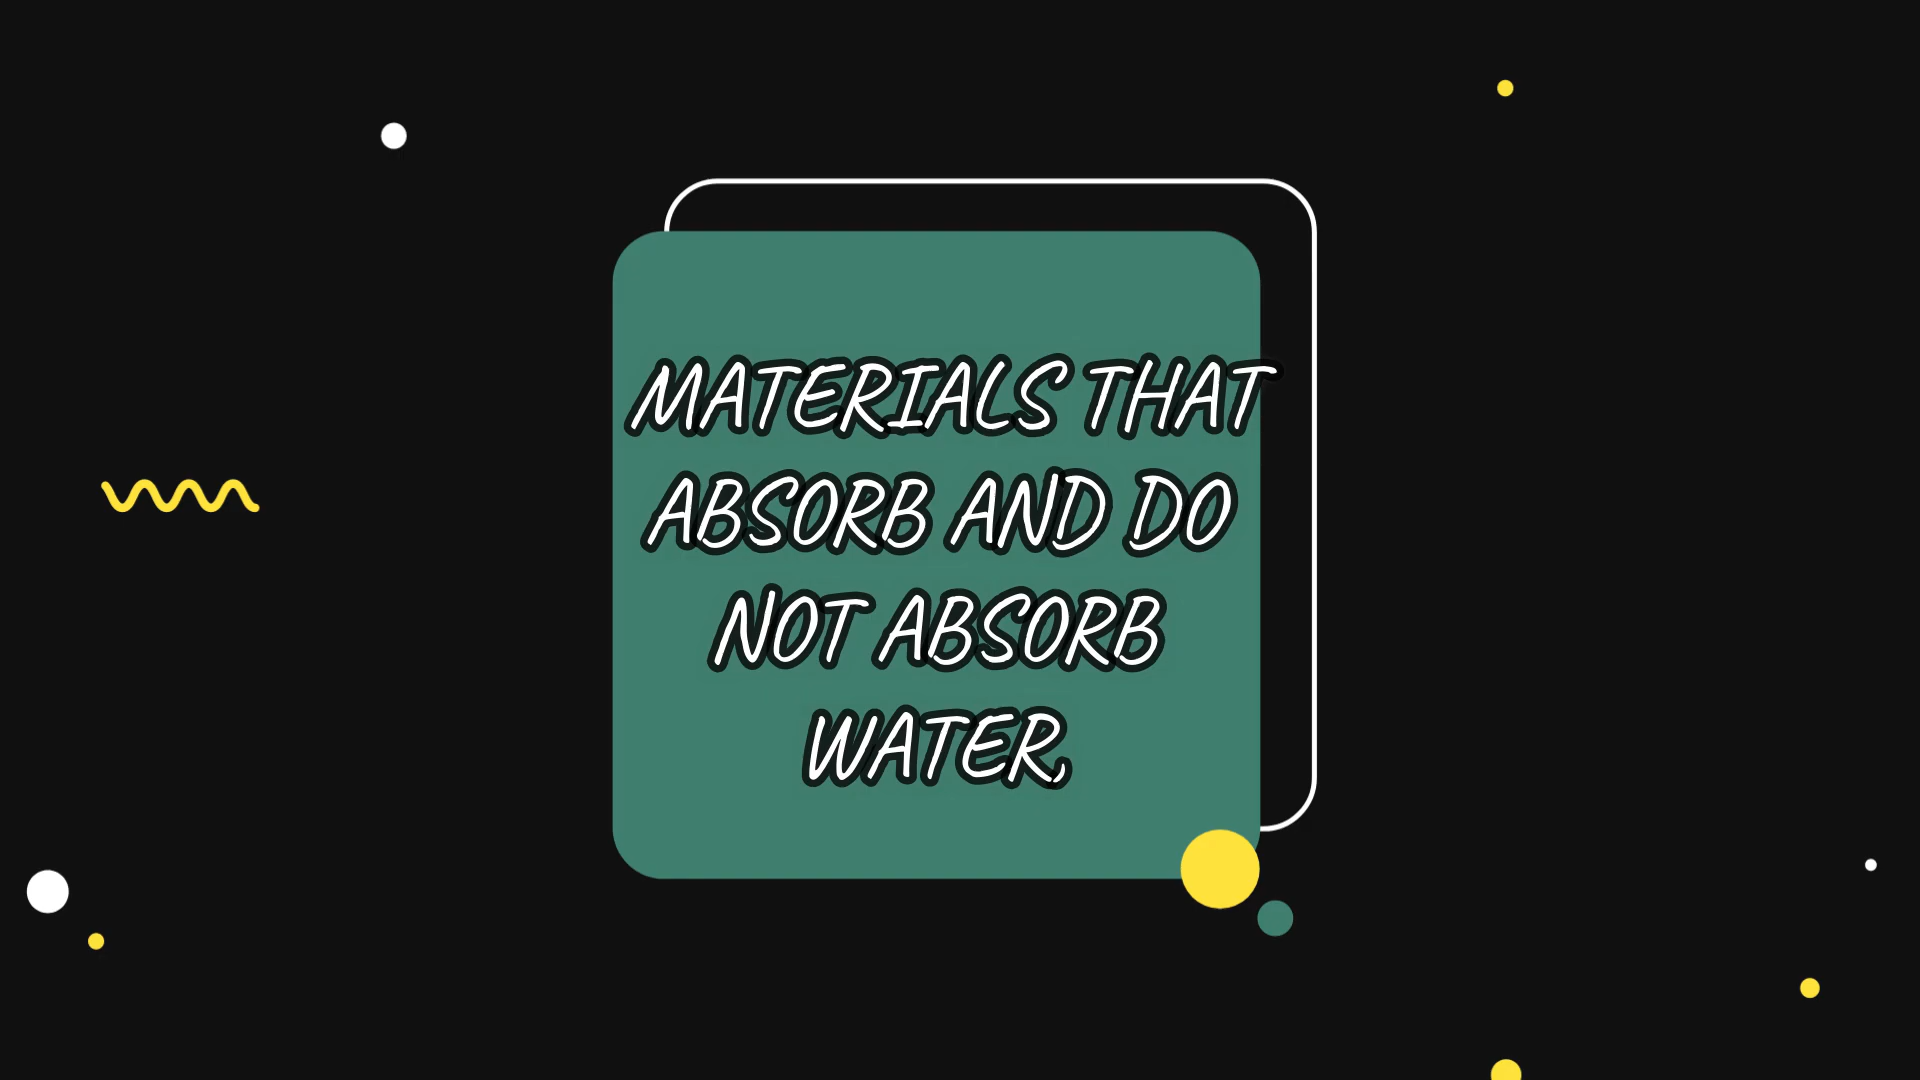 MATERIALS THAT
ABSORB AND DO
NOT ABSORB
WATER,